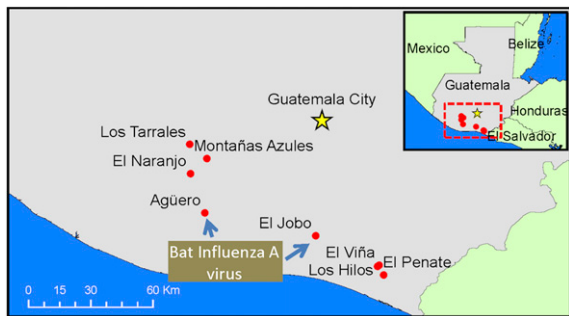 Mexico
Belize
Guatemala
Honduras
El Salvador
Guatemala City
Los Tarrales
Montañas Azules
El Naranjo
Agüero
El Jobo
Bat Influenza A
virus
El Viña
El Penate
Los Hilos
0 15 30 60 Km